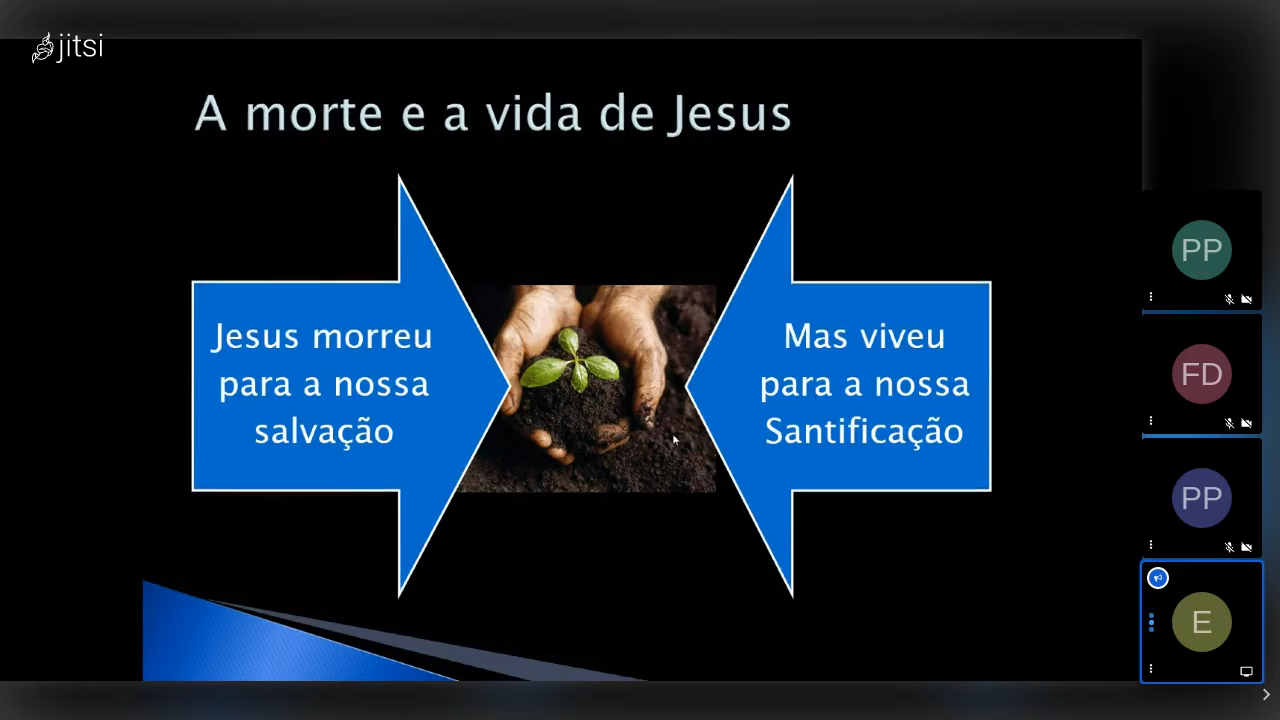 jitsi
A morte e a vida de Jesus
Jesus morreu
para a nossa
salvação
Mas viveu
para a nossa
Santificação
PP
FD
PP
E